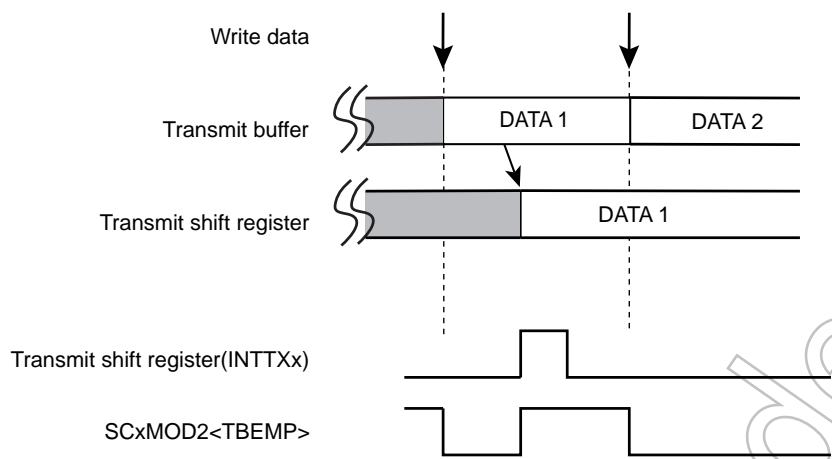 Write data
Transmit buffer
DATA 1
DATA 2
Transmit shift register
DATA 1
Transmit shift register(INTTXx)
SCxMOD2<TBEMP>